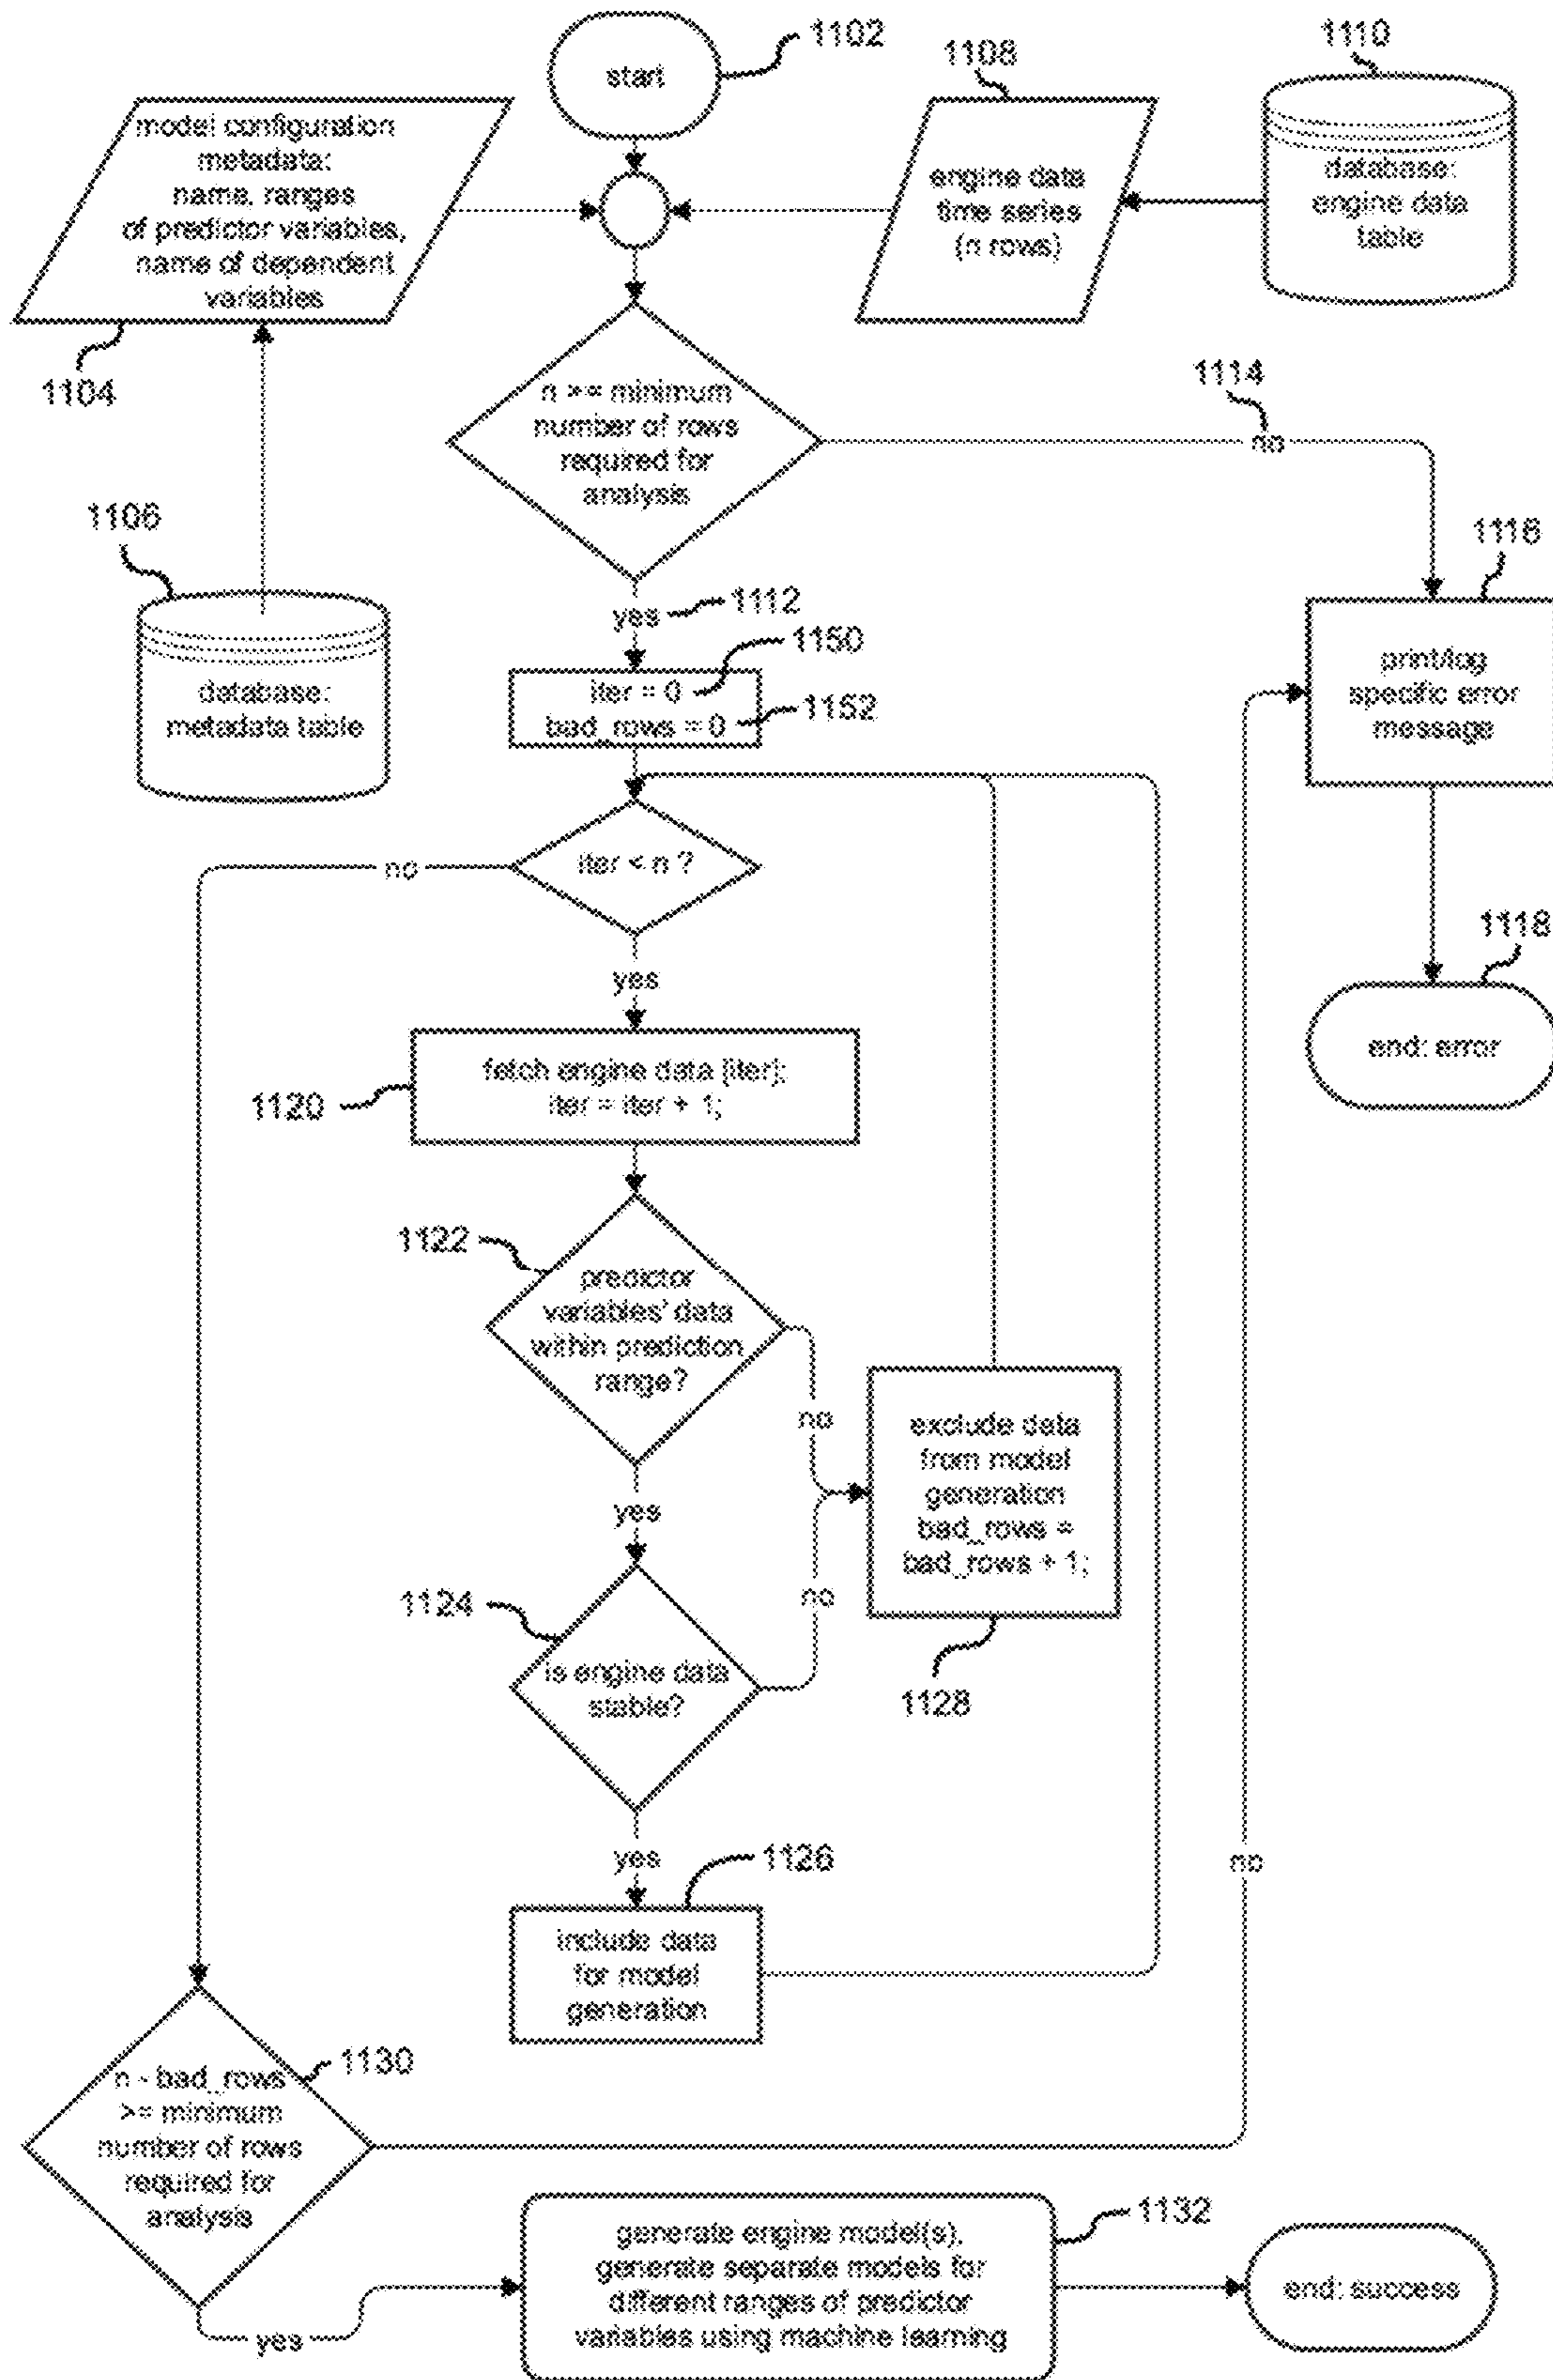 1102
start
1108
1110
model configuration
metadata:
name, ranges
of predictor variables,
name of dependent
variables
engine data
time series
(n rows)
database:
engine data
table
1104
n >= minimum
number of rows
required for
analysis
1114
no
1106
database:
metadata table
yes
1112
1150
iter = 0
bad_rows = 0
1152
1116
print/log
specific error
message
iter < n ?
no
yes
1118
end: error
fetch engine data [iter];
iter = iter + 1;
1120
1122
predictor
variables' data
within prediction
range?
no
yes
exclude data
from model
generation
bad_rows =
bad_rows + 1;
1128
1124
is engine data
stable?
no
yes
1126
include data
for model
generation
no
1130
n - bad_rows
>= minimum
number of rows
required for
analysis
yes
generate engine model(s).
generate separate models for
different ranges of predictor
variables using machine learning
1132
end: success